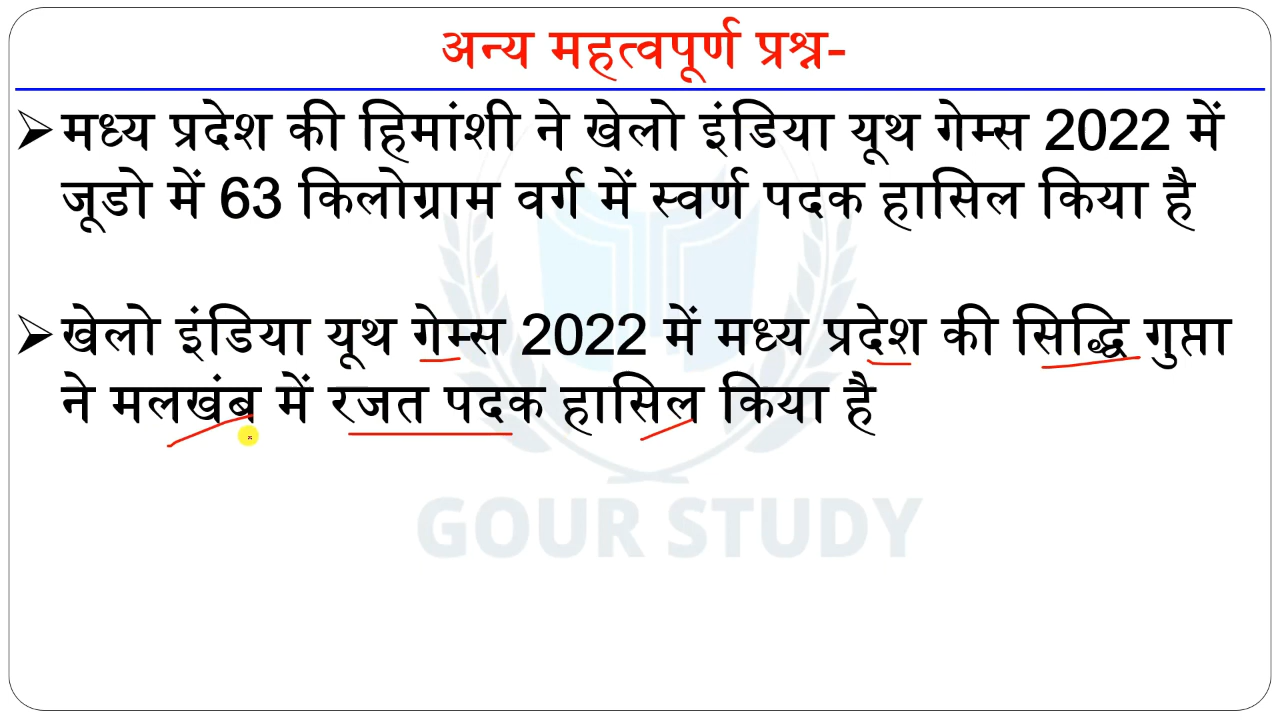 अन्य महत्वपूर्ण प्रश्न-
➢मध्य प्रदेश की हिमांशी ने खेलो इंडिया यूथ गेम्स 2022 में
जूडो में 63 किलोग्राम वर्ग में स्वर्ण पदक हासिल किया है
➢खेलो इंडिया यूथ गेम्स 2022 में मध्य प्रदेश की सिद्धि गुप्ता
ने मलखंब में रजत पदक हासिल किया है
GOUR STUDY